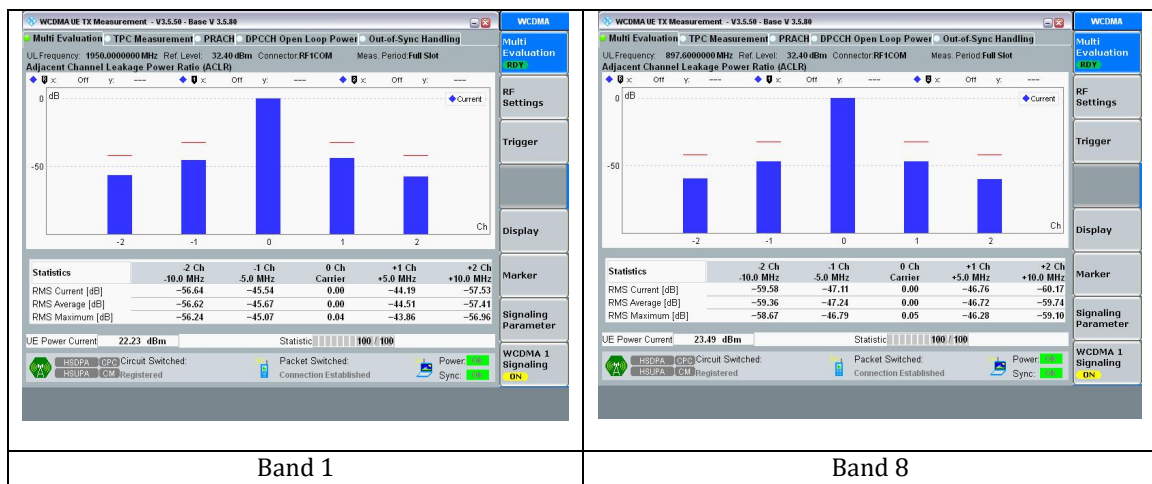 WCDMA UE TX Measurement - V3.5.50 - Base V 3.5.80
WCDMA
Multi Evaluation TPC Measurement PRACH DPCCH Open Loop Power Out-of-Sync Handling
Multi Evaluation
RDY
UL Frequency: 1950.0000000 MHz Ref. Level: 32.40 dBm Connector: RF1COM Meas. Period: Full Slot
Adjacent Channel Leakage Power Ratio (ACLR)
x: Off y: --- x: Off y: --- x: Off y: ---
RF Settings
0 dB
Current
Trigger
-50
Display
Ch
-2 -1 0 1 2
Statistics -2 Ch -1 Ch 0 Ch +1 Ch +2 Ch
-10.0 MHz -5.0 MHz Carrier +5.0 MHz +10.0 MHz
Marker
RMS Current [dB] -56.64 -45.54 0.00 -44.19 -57.53
RMS Average [dB] -56.62 -45.67 0.00 -44.51 -57.41
RMS Maximum [dB] -56.24 -45.07 0.04 -43.86 -56.96
Signaling Parameter
UE Power Current 22.23 dBm Statistic 100 / 100
HSDPA CPC Circuit Switched: Packet Switched: Power: OK
HSUPA CM Registered Connection Established Sync: OK
WCDMA 1 Signaling
ON
Band 1
WCDMA UE TX Measurement - V3.5.50 - Base V 3.5.80
WCDMA
Multi Evaluation TPC Measurement PRACH DPCCH Open Loop Power Out-of-Sync Handling
Multi Evaluation
RDY
UL Frequency: 897.6000000 MHz Ref. Level: 32.40 dBm Connector: RF1COM Meas. Period: Full Slot
Adjacent Channel Leakage Power Ratio (ACLR)
x: Off y: --- x: Off y: --- x: Off y: ---
RF Settings
0 dB
Current
Trigger
-50
Display
Ch
-2 -1 0 1 2
Statistics -2 Ch -1 Ch 0 Ch +1 Ch +2 Ch
-10.0 MHz -5.0 MHz Carrier +5.0 MHz +10.0 MHz
Marker
RMS Current [dB] -59.58 -47.11 0.00 -46.76 -60.17
RMS Average [dB] -59.36 -47.24 0.00 -46.72 -59.74
RMS Maximum [dB] -58.67 -46.79 0.05 -46.28 -59.10
Signaling Parameter
UE Power Current 23.49 dBm Statistic 100 / 100
HSDPA CPC Circuit Switched: Packet Switched: Power: OK
HSUPA CM Registered Connection Established Sync: OK
WCDMA 1 Signaling
ON
Band 8